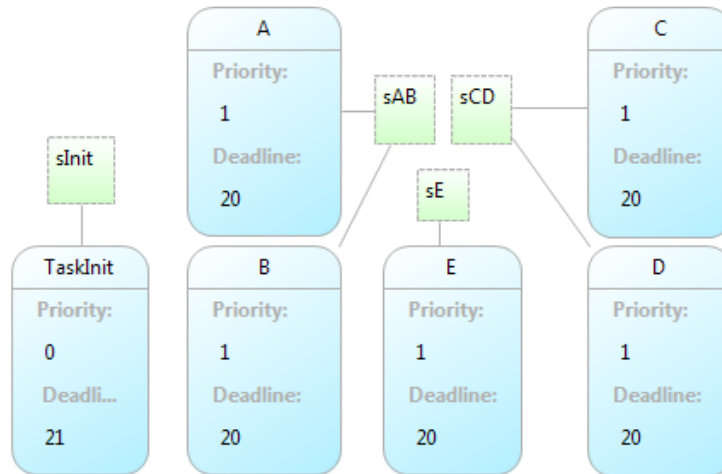 A
Priority:
1
Deadline:
20
sAB
sCD
C
Priority:
1
Deadline:
20
sInit
sE
TaskInit
Priority:
0
Deadli...
21
B
Priority:
1
Deadline:
20
E
Priority:
1
Deadline:
20
D
Priority:
1
Deadline:
20